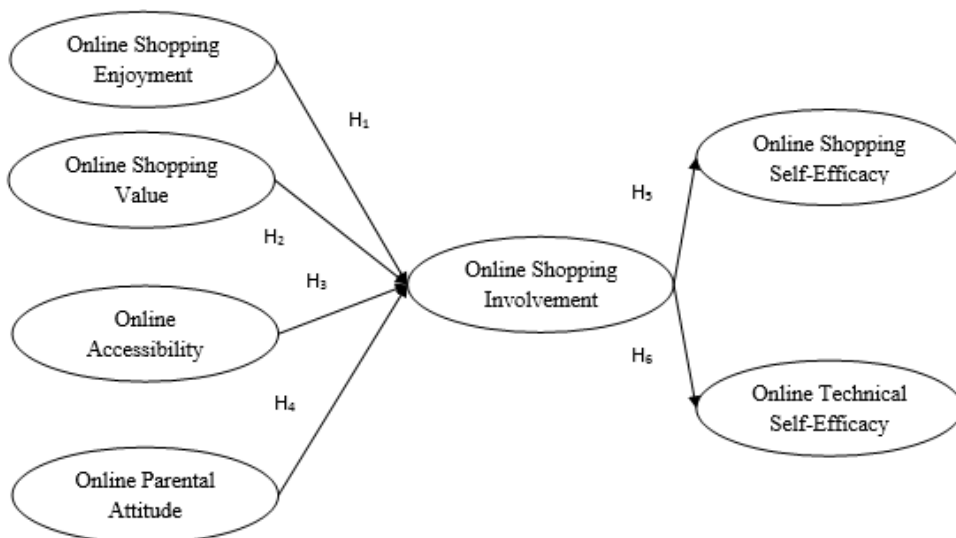 Online Shopping
Enjoyment
H₁
Online Shopping
Value
H₂
H₃
Online
Accessibility
H₄
Online Parental
Attitude
Online Shopping
Involvement
H₅
H₆
Online Shopping
Self-Efficacy
Online Technical
Self-Efficacy